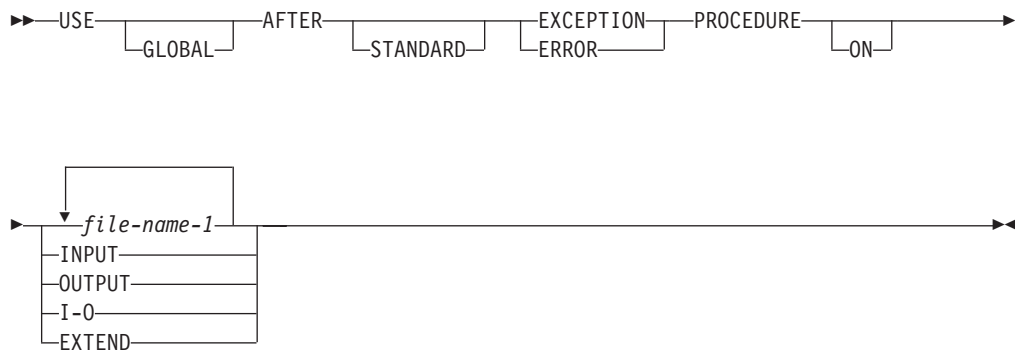 USE AFTER EXCEPTION PROCEDURE
GLOBAL STANDARD ERROR ON
file-name-1
INPUT
OUTPUT
I-O
EXTEND